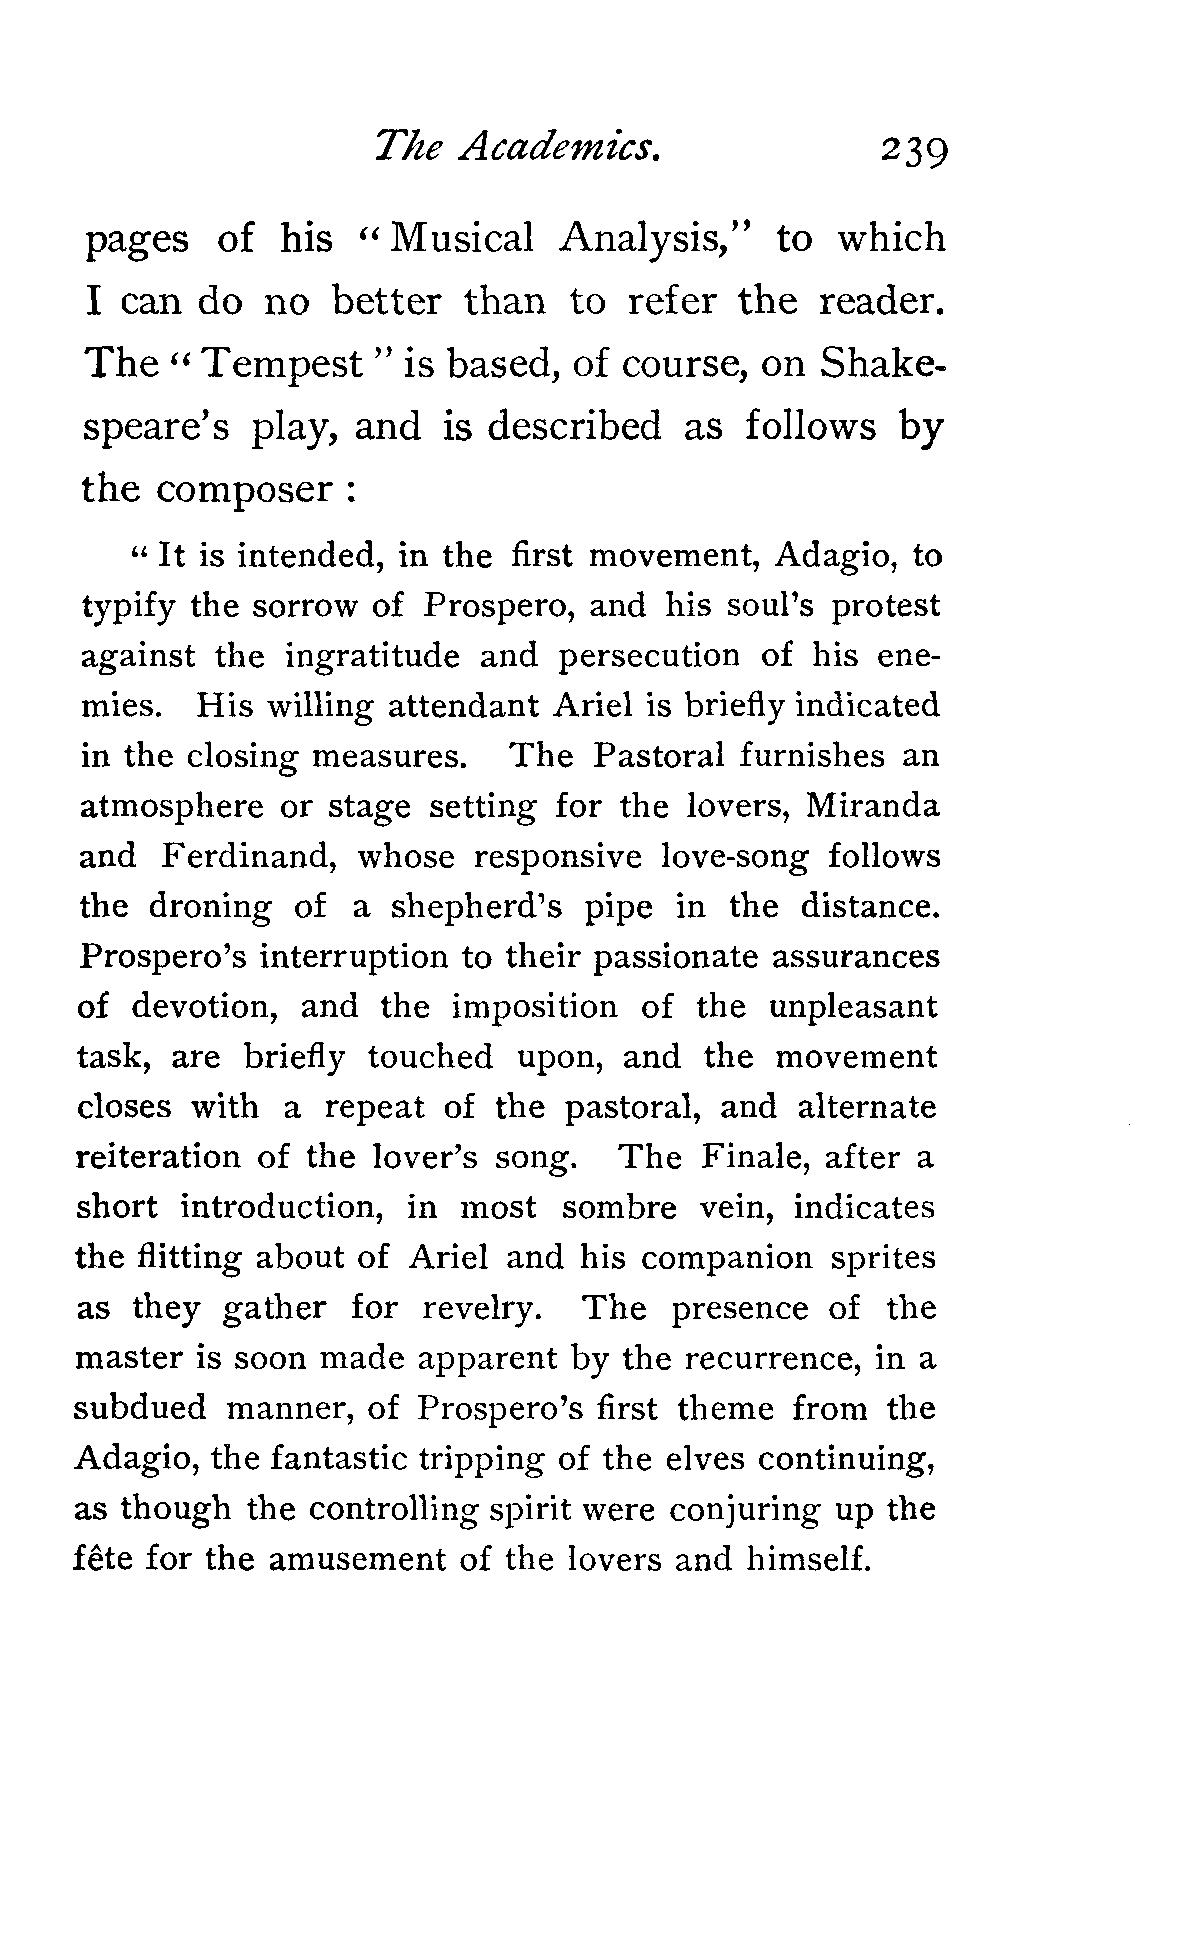 The Academics. 239
pages of his " Musical Analysis," to which
I can do no better than to refer the reader.
The " Tempest " is based, of course, on Shake-
speare's play, and is described as follows by
the composer :
" It is intended, in the first movement, Adagio, to
typify the sorrow of Prospero, and his soul's protest
against the ingratitude and persecution of his ene-
mies. His willing attendant Ariel is briefly indicated
in the closing measures. The Pastoral furnishes an
atmosphere or stage setting for the lovers, Miranda
and Ferdinand, whose responsive love-song follows
the droning of a shepherd's pipe in the distance.
Prospero's interruption to their passionate assurances
of devotion, and the imposition of the unpleasant
task, are briefly touched upon, and the movement
closes with a repeat of the pastoral, and alternate
reiteration of the lover's song. The Finale, after a
short introduction, in most sombre vein, indicates
the flitting about of Ariel and his companion sprites
as they gather for revelry. The presence of the
master is soon made apparent by the recurrence, in a
subdued manner, of Prospero's first theme from the
Adagio, the fantastic tripping of the elves continuing,
as though the controlling spirit were conjuring up the
fête for the amusement of the lovers and himself.